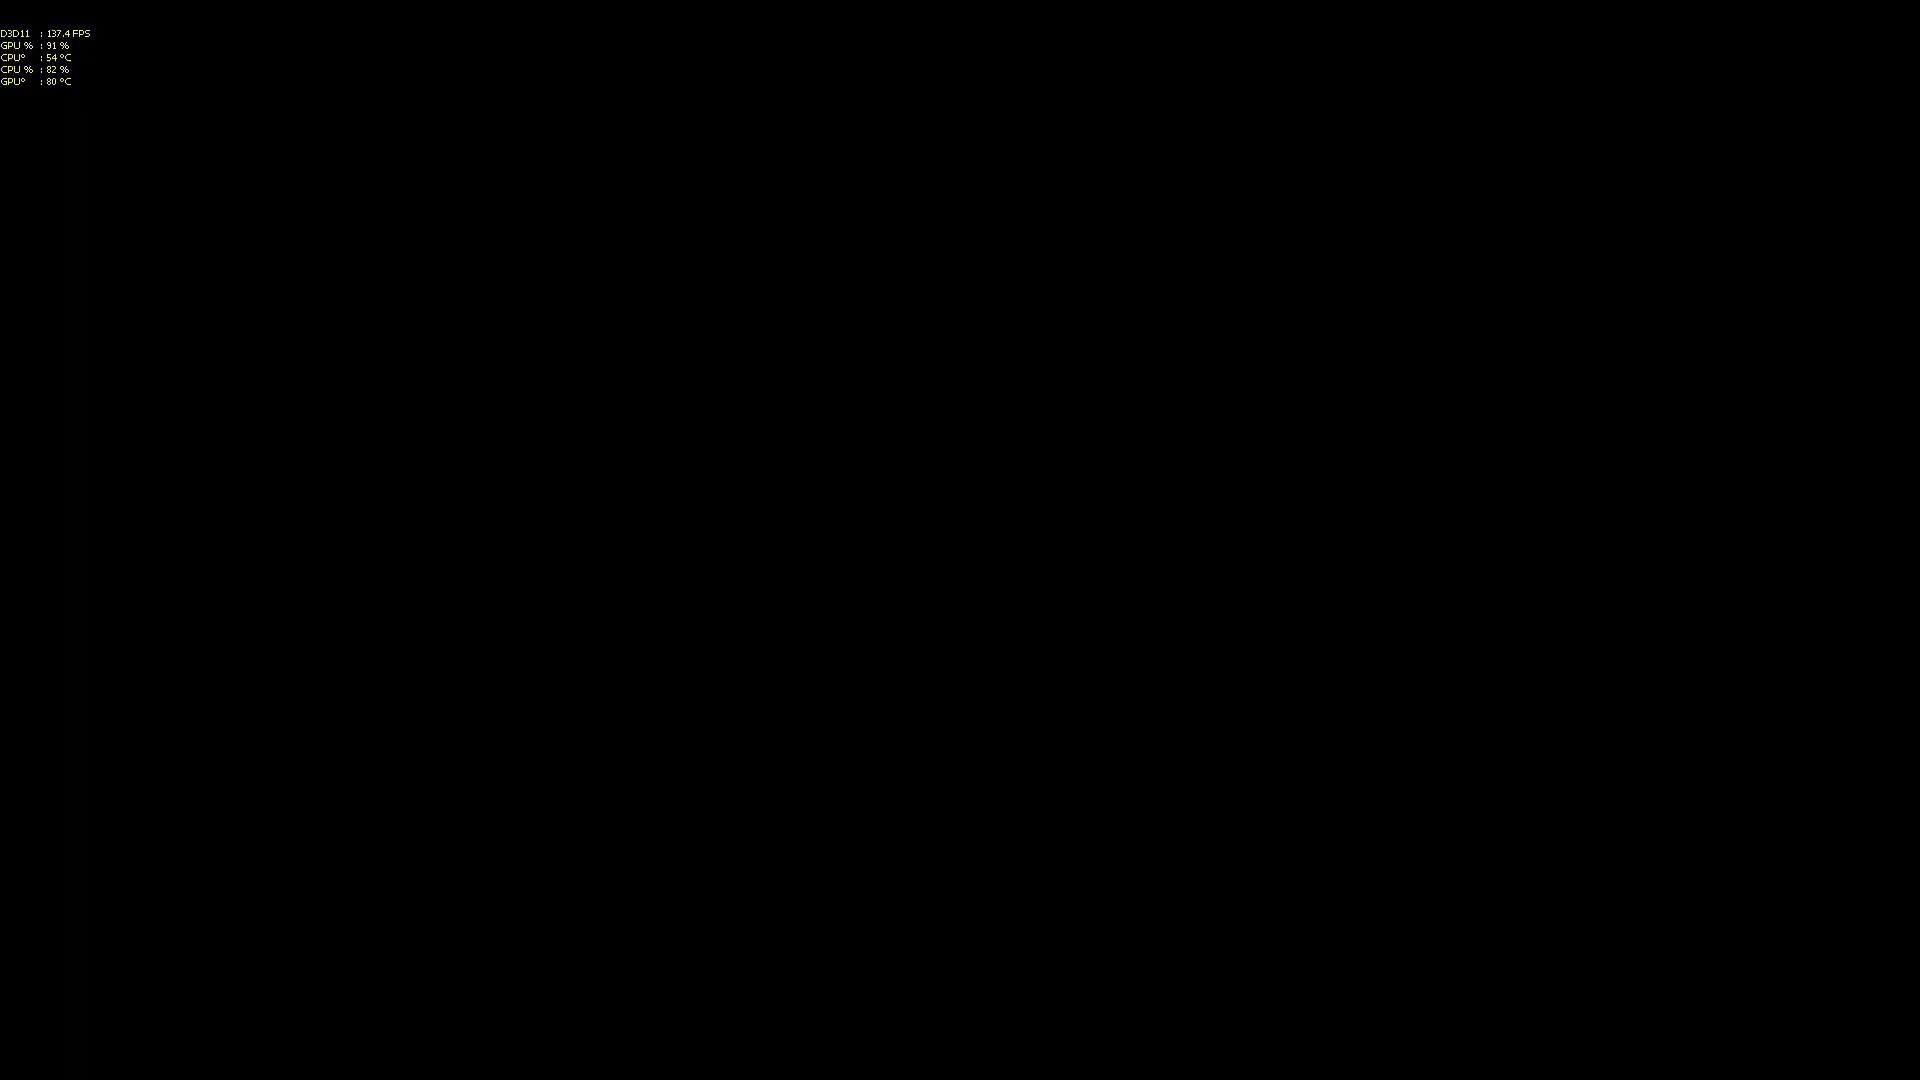 D3D11 : 137.4 FPS
GPU % : 91 %
CPU° : 54 °C
CPU % : 82 %
GPU° : 80 °C